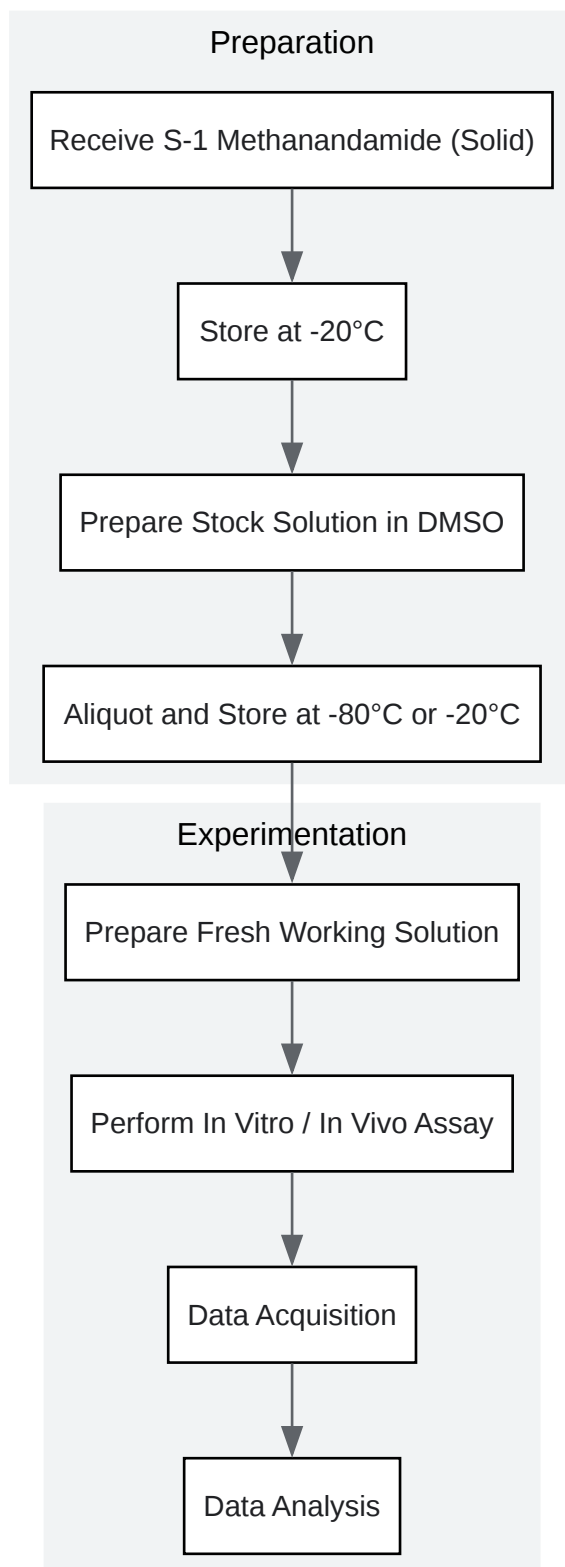 Preparation
Receive S-1 Methanandamide (Solid)
Store at -20°C
Prepare Stock Solution in DMSO
Aliquot and Store at -80°C or -20°C
Experimentation
Prepare Fresh Working Solution
Perform In Vitro / In Vivo Assay
Data Acquisition
Data Analysis